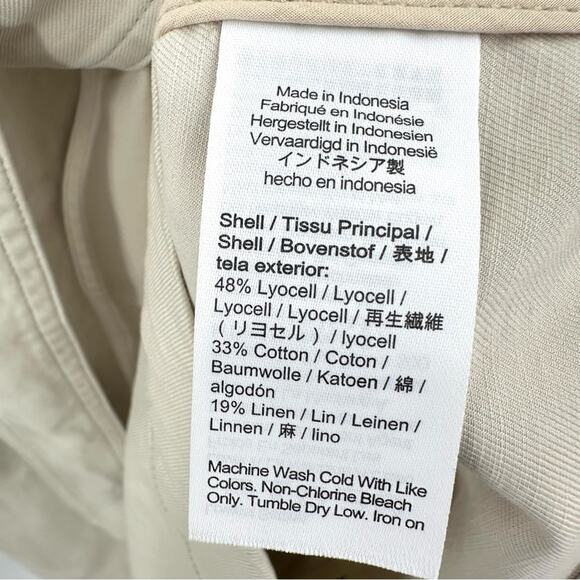 Made in Indonesia
Fabriqué en Indonésie
Hergestellt in Indonesien
Vervaardigd in Indonesië
インドネシア製
hecho en indonesia
Shell / Tissu Principal /
Shell / Bovenstof / 表地 /
tela exterior:
48% Lyocell / Lyocell /
Lyocell / Lyocell / 再生繊維
( リヨセル ) / lyocell
33% Cotton / Coton /
Baumwolle / Katoen / 綿 /
algodón
19% Linen / Lin / Leinen /
Linnen / 麻 / lino
Machine Wash Cold With Like
Colors. Non-Chlorine Bleach
Only. Tumble Dry Low. Iron on